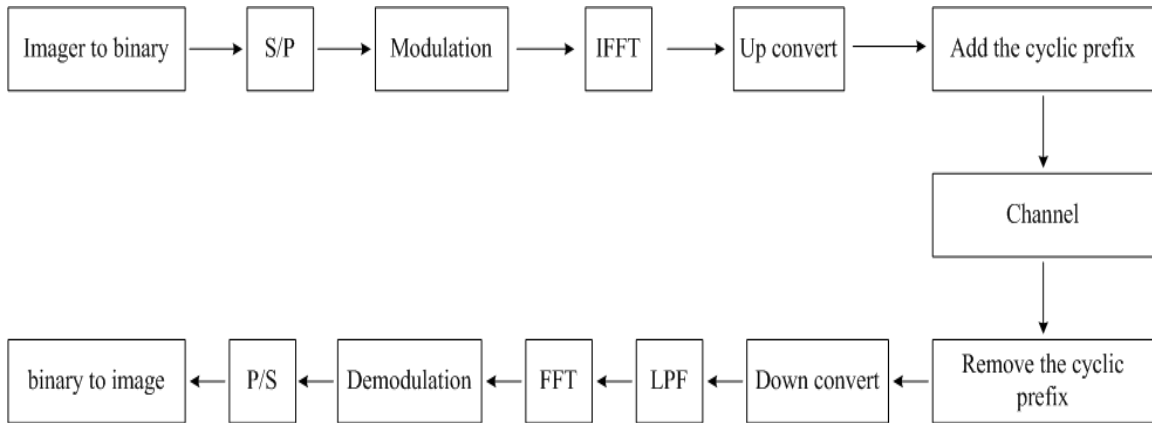 Imager to binary
S/P
Modulation
IFFT
Up convert
Add the cyclic prefix
Channel
Remove the cyclic
prefix
Down convert
LPF
FFT
Demodulation
P/S
binary to image